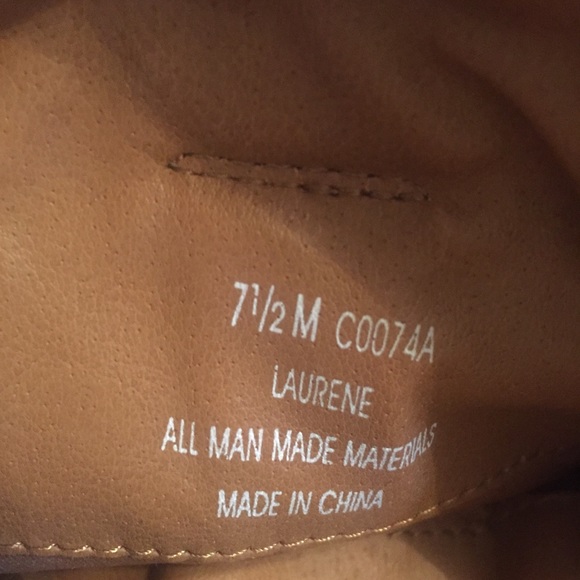 7½ M C0074A
LAURENE
ALL MAN MADE MATERIALS
MADE IN CHINA